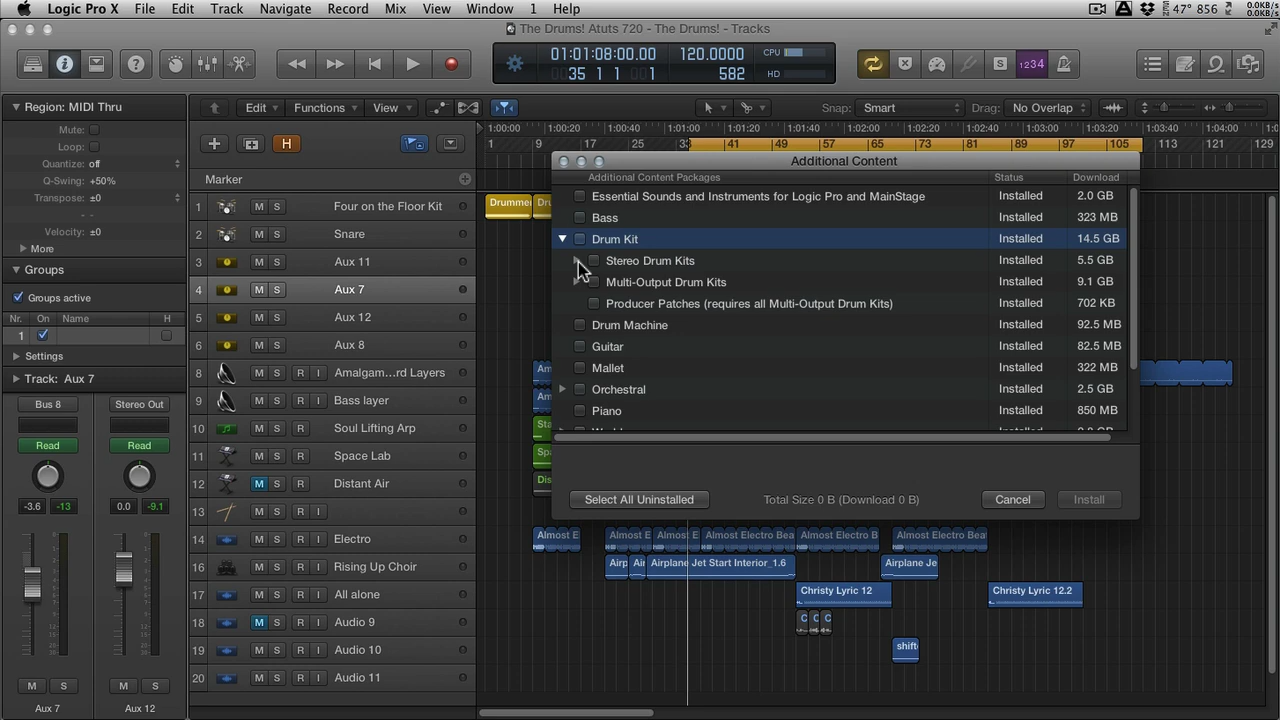 Logic Pro X File Edit Track Navigate Record Mix View Window 1 Help 47° 856 0.0KB/s
0.0KB/s
The Drums! Atuts 720 - The Drums! - Tracks
01:01:08:00.00 120.0000 CPU
35 1 1 1 582 HD
1234
Region: MIDI Thru
Edit Functions View Snap: Smart Drag: No Overlap
Mute:
Loop:
Quantize: off
Q-Swing: +50%
Transpose: ±0
- -
Velocity: ±0
More
Groups
Groups active
Nr. On Name H
1
Settings
Track: Aux 7
Bus 8 Stereo Out
Read Read
-3.6 -13 0.0 -9.1
M S M S
Aux 7 Aux 12
H
1:00:00 1:00:20 1:00:40 1:01:00 1:01:20 1:01:40 1:02:00 1:02:20 1:02:40 1:03:00 1:03:20 1:03:40 1:04:00
1 9 17 25 33 41 49 57 65 73 81 89 97 105 113 121 129
Marker
1 M S Four on the Floor Kit Drummer
2 M S Snare
3 M S Aux 11
4 M S Aux 7
5 M S Aux 12
6 M S Aux 8
8 M S R I Amalgam...rd Layers
9 M S R I Bass layer
10 M S R Soul Lifting Arp
11 M S R Space Lab
12 M S R Distant Air
13 M S R I
14 M S R I Electro
16 M S R I Rising Up Choir
17 M S R I All alone
18 M S R I Audio 9
19 M S R I Audio 10
20 M S R I Audio 11
Additional Content
Additional Content Packages Status Download
Essential Sounds and Instruments for Logic Pro and MainStage Installed 2.0 GB
Bass Installed 323 MB
Drum Kit Installed 14.5 GB
Stereo Drum Kits Installed 5.5 GB
Multi-Output Drum Kits Installed 9.1 GB
Producer Patches (requires all Multi-Output Drum Kits) Installed 702 KB
Drum Machine Installed 92.5 MB
Guitar Installed 82.5 MB
Mallet Installed 322 MB
Orchestral Installed 2.5 GB
Piano Installed 850 MB
Select All Uninstalled Total Size 0 B (Download 0 B) Cancel Install
Almost E Almost E Almost E Almost Electro Bea Almost Electro B Almost Electro Beat
Airp Air Airplane Jet Start Interior_1.6 Airplane Je
Christy Lyric 12 Christy Lyric 12.2
C C C
shifte